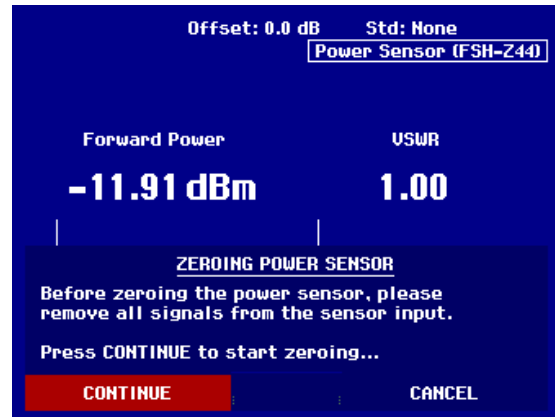 Offset: 0.0 dB Std: None
Power Sensor (FSH-Z44)
Forward Power VSWR
-11.91 dBm 1.00
ZEROING POWER SENSOR
Before zeroing the power sensor, please
remove all signals from the sensor input.
Press CONTINUE to start zeroing...
CONTINUE CANCEL